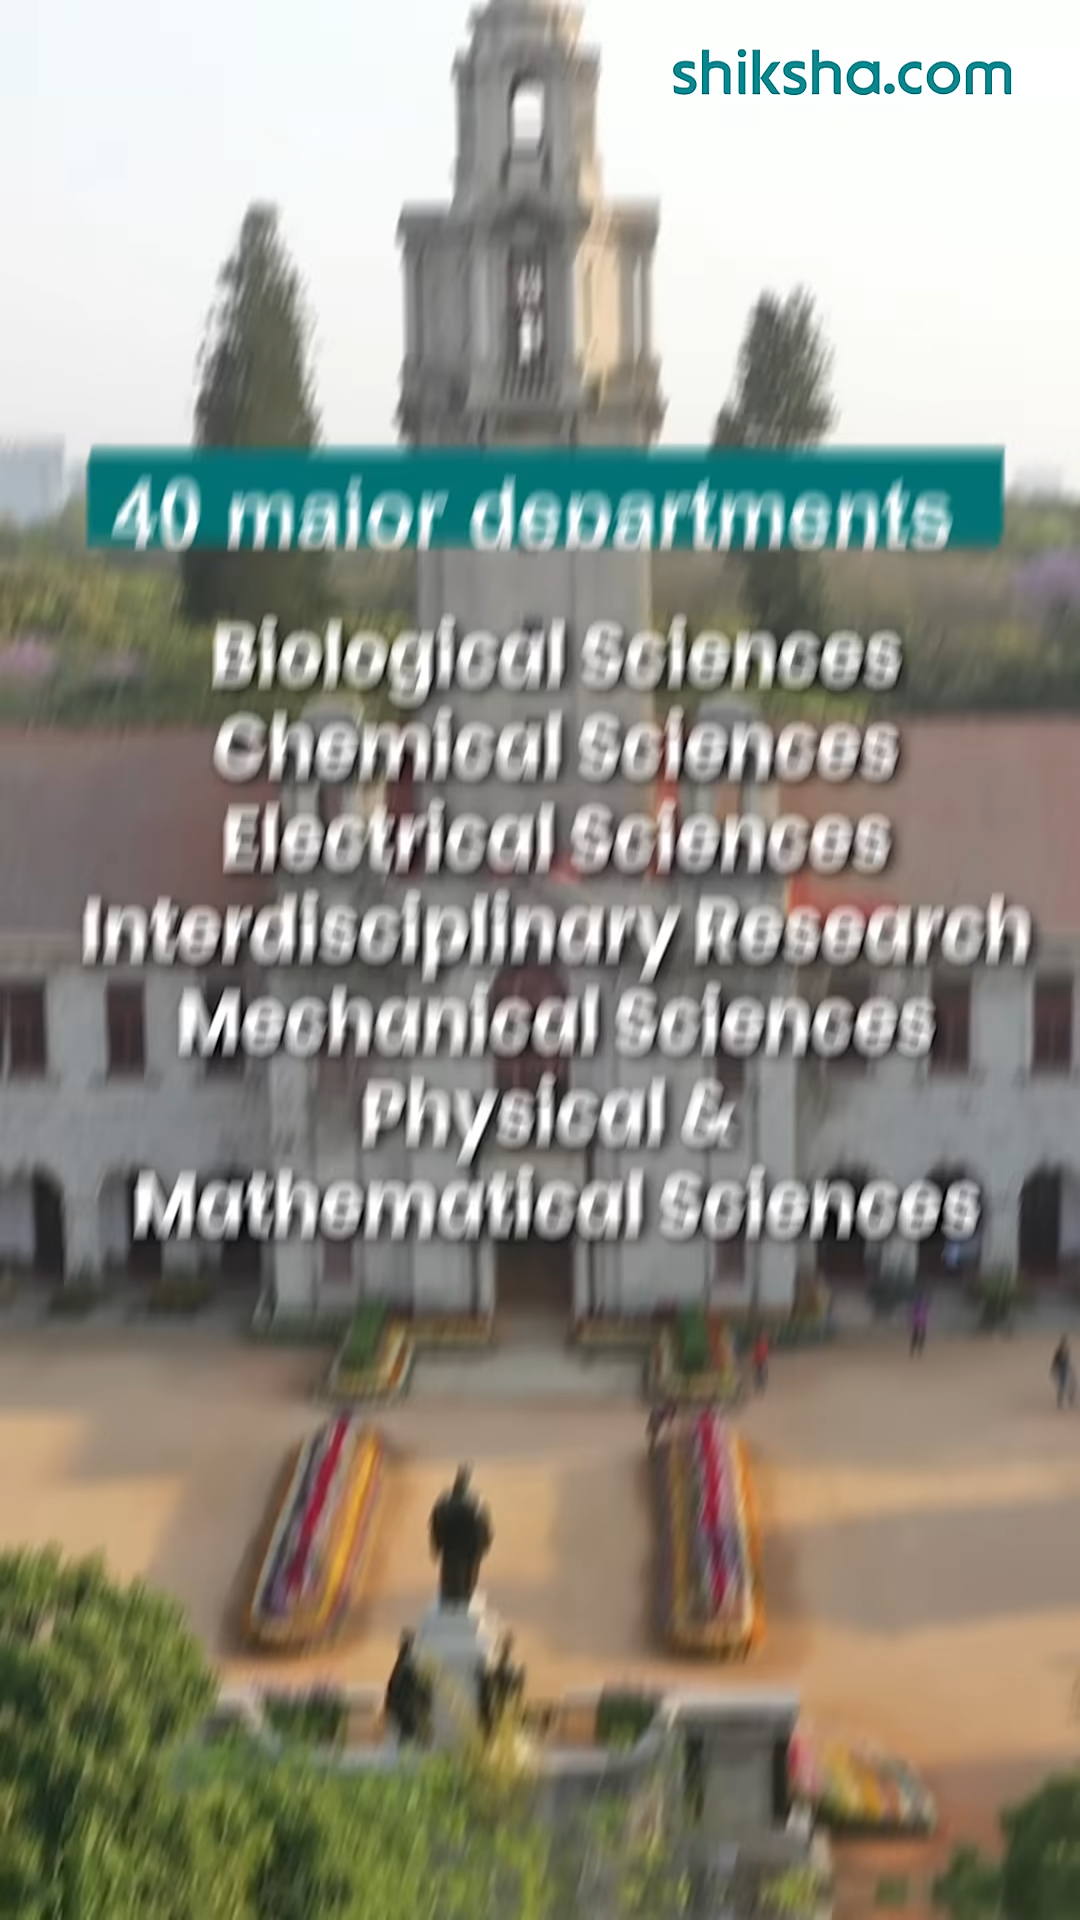 shiksha.com
40 major departments
Biological Sciences
Chemical Sciences
Electrical Sciences
Interdisciplinary Research
Mechanical Sciences
Physical &
Mathematical Sciences